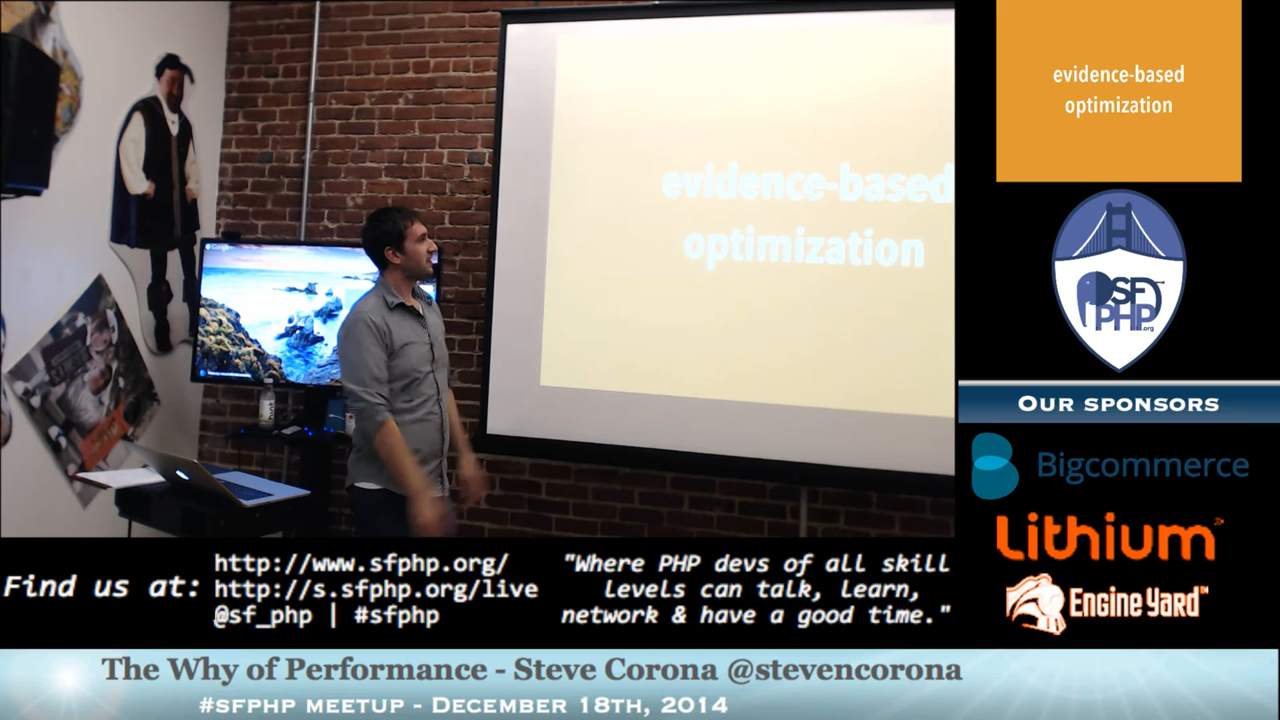 evidence-based
optimization
evidence-based
optimization
SF
PHP
.org
OUR SPONSORS
Bigcommerce
Lithium
Engine Yard™
Find us at:
http://www.sfphp.org/
http://s.sfphp.org/live
@sf_php | #sfphp
"Where PHP devs of all skill
levels can talk, learn,
network & have a good time."
The Why of Performance - Steve Corona @stevencorona
#SFPHP MEETUP - DECEMBER 18TH, 2014